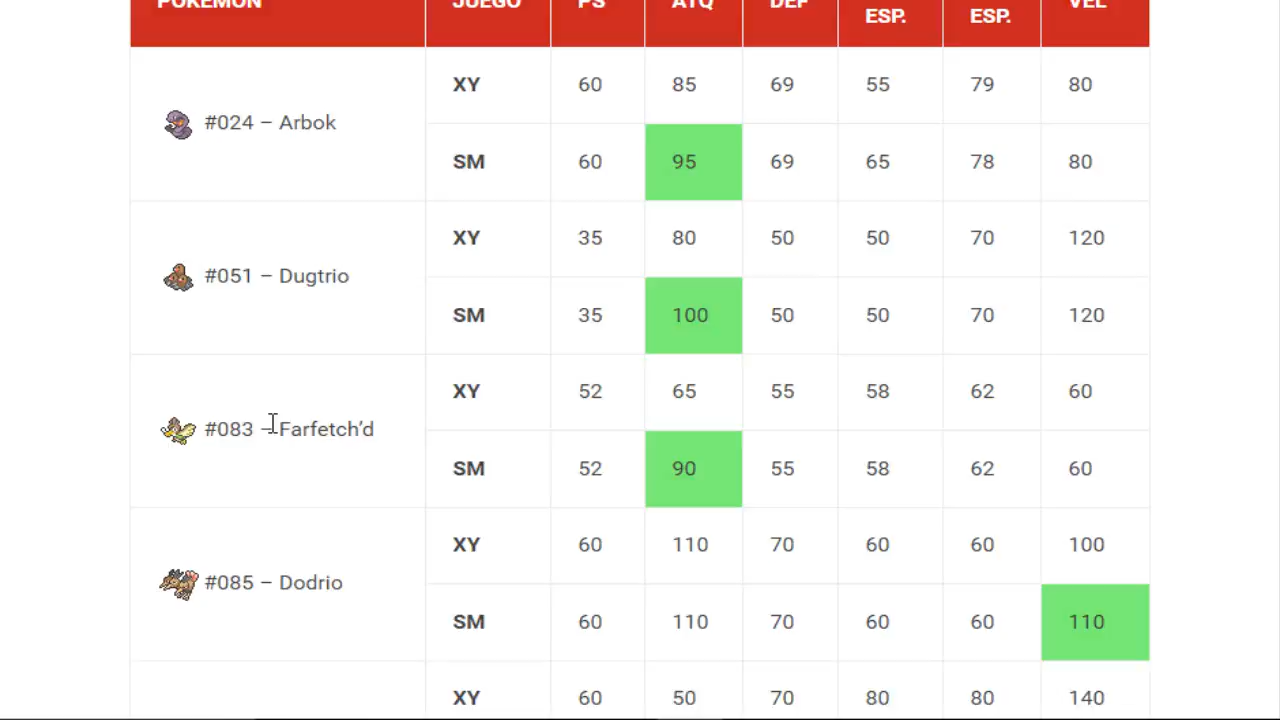 POKÉMON JUEGO PS ATQ DEF ESP. ESP. VEL
#024 – Arbok
XY 60 85 69 55 79 80
SM 60 95 69 65 78 80
#051 – Dugtrio
XY 35 80 50 50 70 120
SM 35 100 50 50 70 120
#083 – Farfetch’d
XY 52 65 55 58 62 60
SM 52 90 55 58 62 60
#085 – Dodrio
XY 60 110 70 60 60 100
SM 60 110 70 60 60 110
XY 60 50 70 80 80 140